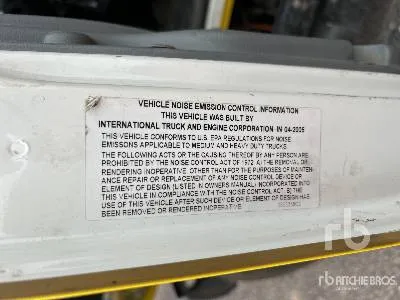 VEHICLE NOISE EMISSION CONTROL INFORMATION
THIS VEHICLE WAS BUILT BY
INTERNATIONAL TRUCK AND ENGINE CORPORATION IN 04-2005
THIS VEHICLE CONFORMS TO U.S. EPA REGULATIONS FOR NOISE
EMISSIONS APPLICABLE TO MEDIUM AND HEAVY DUTY TRUCKS.
THE FOLLOWING ACTS OR THE CAUSING THEREOF BY ANY PERSON ARE
PROHIBITED BY THE NOISE CONTROL ACT OF 1972 A) THE REMOVAL OR
RENDERING INOPERATIVE, OTHER THAN FOR THE PURPOSES OF MAINTEN-
ANCE REPAIR OR REPLACEMENT OF ANY NOISE CONTROL DEVICE OR
ELEMENT OF DESIGN (LISTED IN OWNERS MANUAL) INCORPORATED INTO
THIS VEHICLE IN COMPLIANCE WITH THE NOISE CONTROL ACT, B) THE
USE OF THIS VEHICLE AFTER SUCH DEVICE OR ELEMENT OF DESIGN HAS
BEEN REMOVED OR RENDERED INOPERATIVE.
rb
rb RITCHIE BROS.